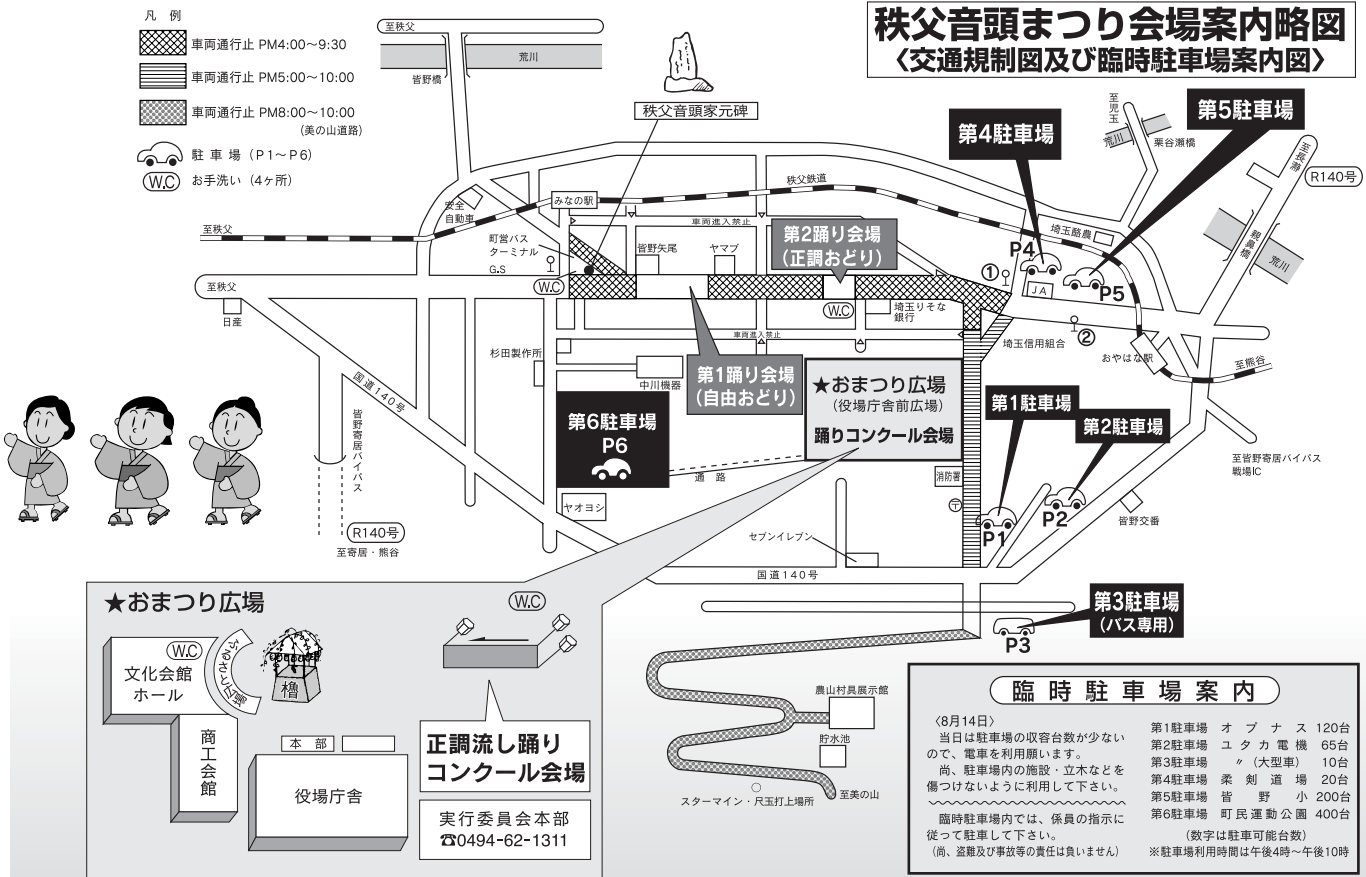 秩父音頭まつり会場案内略図
〈交通規制図及び臨時駐車場案内図〉
凡 例
車両通行止 PM4:00〜9:30
車両通行止 PM5:00〜10:00
車両通行止 PM8:00〜10:00
(美の山道路)
駐 車 場 (P1〜P6)
W.C お手洗い (4ヶ所)
至秩父
荒川
皆野橋
秩父音頭家元碑
第4駐車場
第5駐車場
至児玉
荒川
栗谷瀬橋
至長瀞
R140号
親鼻橋
荒川
秩父鉄道
みなの駅
安全
自動車
至秩父
車両進入禁止
町営バス
ターミナル
G.S
皆野矢尾
ヤマブ
第2踊り会場
(正調おどり)
埼玉酪農
P4
P5
JA
①
②
至秩父
W.C
W.C
日産
埼玉りそな
銀行
車両進入禁止
埼玉信用組合
おやはな駅
至熊谷
杉田製作所
中川機器
第1踊り会場
(自由おどり)
★おまつり広場
(役場庁舎前広場)
踊りコンクール会場
国道140号
皆野寄居バイパス
第6駐車場
P6
第1駐車場
第2駐車場
至皆野寄居バイパス
戦場IC
通 路
消防署
〒
ヤオヨシ
P1
P2
皆野交番
R140号
至寄居・熊谷
セブンイレブン
国道140号
第3駐車場
(バス専用)
P3
★おまつり広場
W.C
W.C
文化会館
ホール
ふるさと広場
櫓
商工会館
本 部
役場庁舎
正調流し踊り
コンクール会場
実行委員会本部
☎0494-62-1311
農山村具展示館
貯水池
スターマイン・尺玉打上場所
至美の山
臨時駐車場案内
〈8月14日〉
当日は駐車場の収容台数が少ない
ので、電車を利用願います。
尚、駐車場内の施設・立木などを
傷つけないように利用して下さい。
臨時駐車場内では、係員の指示に
従って駐車して下さい。
(尚、盗難及び事故等の責任は負いません)
第1駐車場 オ プ ナ ス 120台
第2駐車場 ユ タ カ 電 機 65台
第3駐車場 〃 (大型車) 10台
第4駐車場 柔 剣 道 場 20台
第5駐車場 皆 野 小 200台
第6駐車場 町民運動公園 400台
(数字は駐車可能台数)
※駐車場利用時間は午後4時〜午後10時